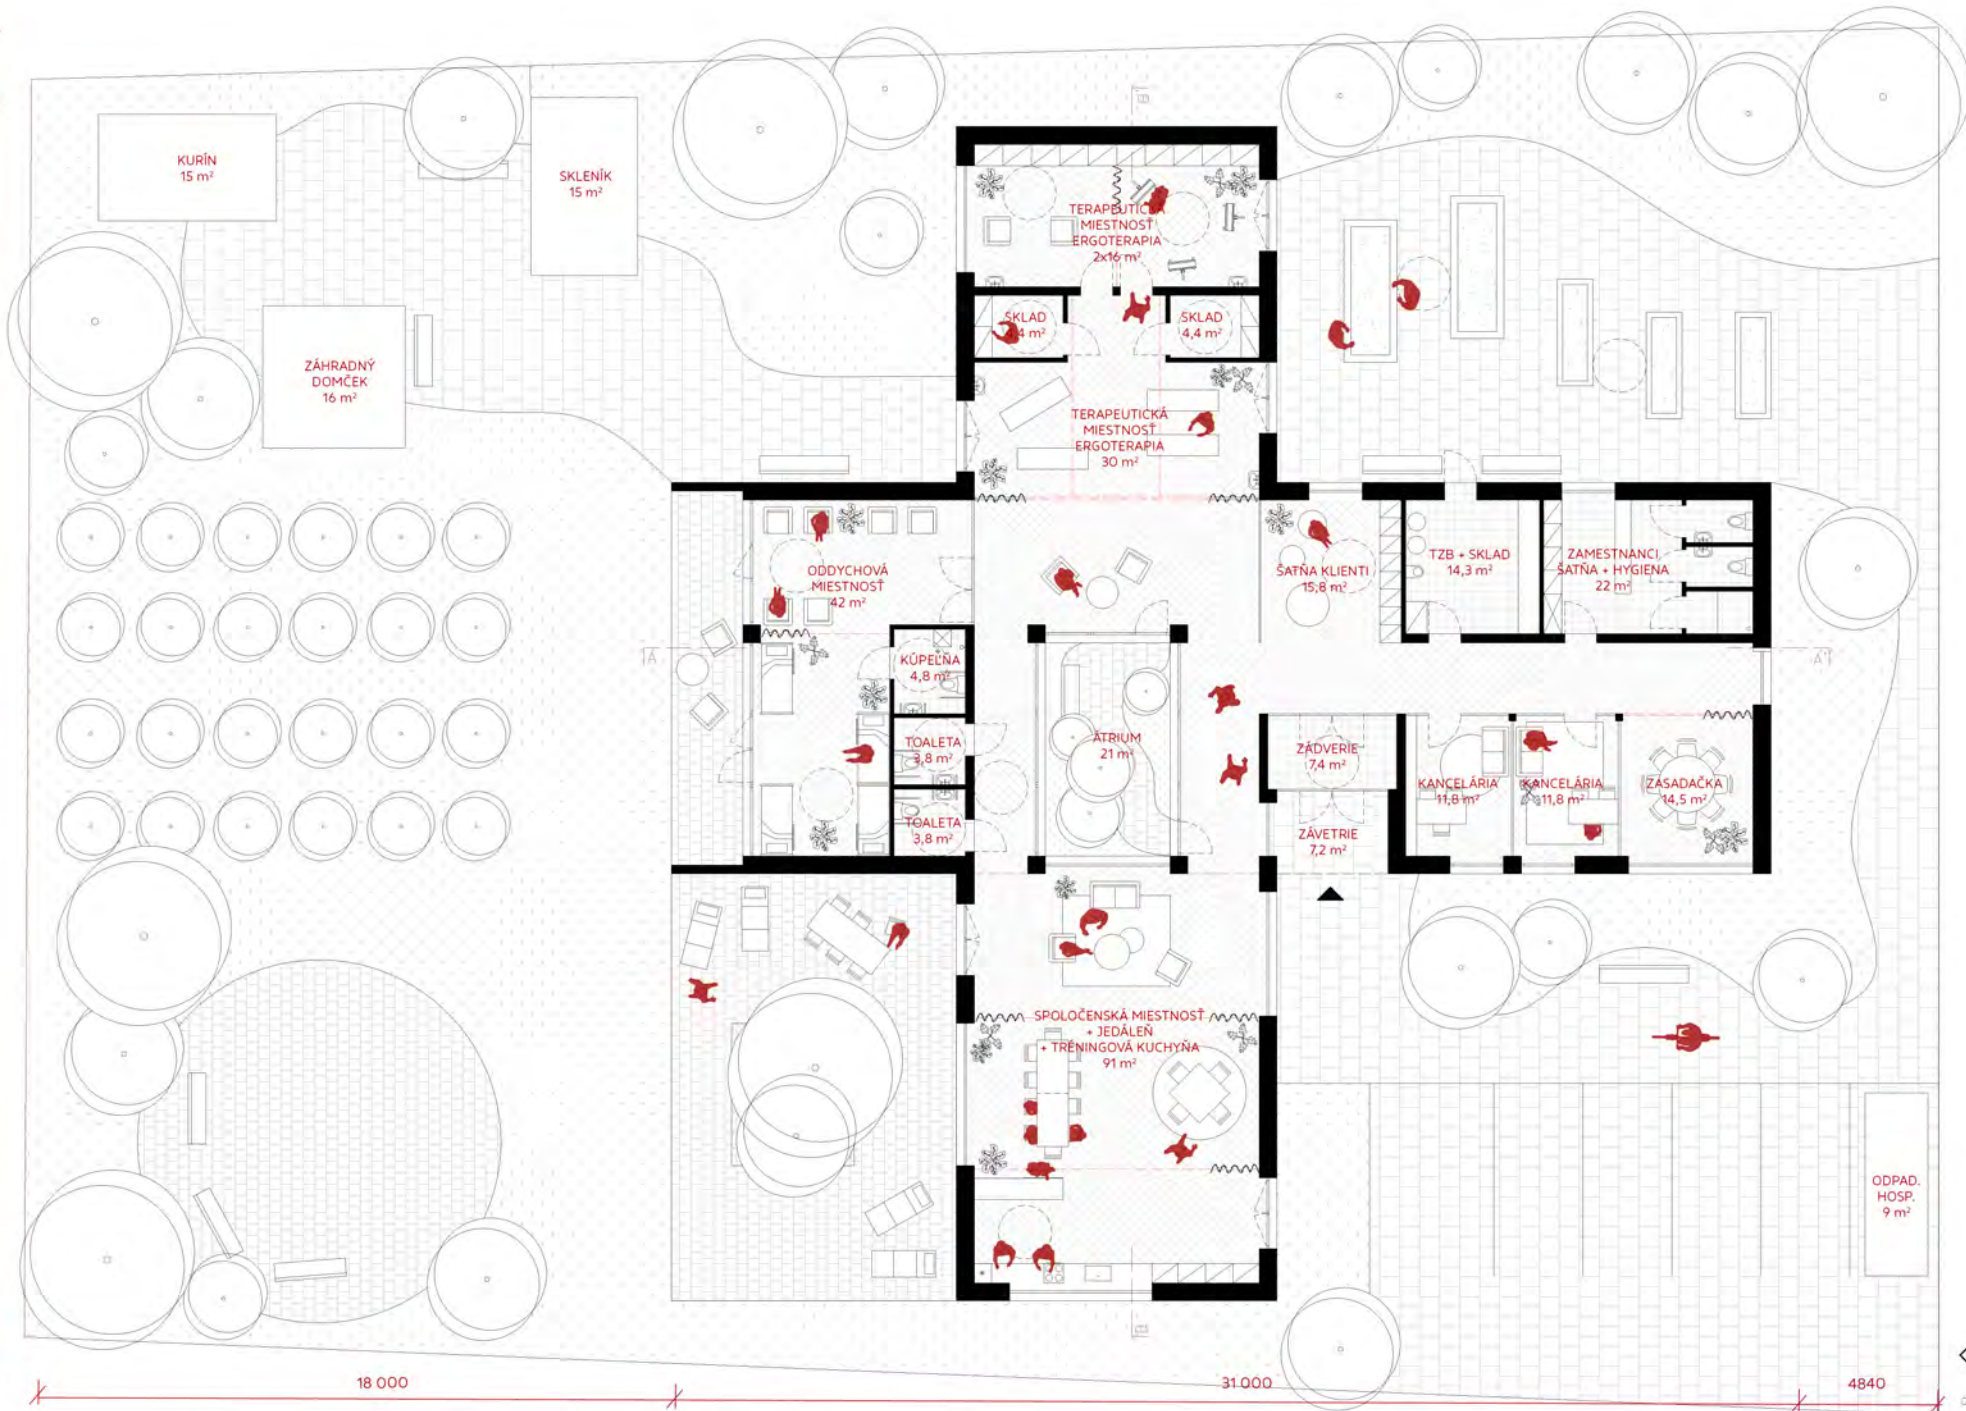 KURÍN
15 m²
SKLENÍK
15 m²
ZÁHRADNÝ
DOMČEK
16 m²
TERAPEUTICKÁ
MIESTNOSŤ
ERGOTERAPIA
2x16 m²
SKLAD
4,4 m²
SKLAD
4,4 m²
TERAPEUTICKÁ
MIESTNOSŤ
ERGOTERAPIA
30 m²
ODDYCHOVÁ
MIESTNOSŤ
42 m²
ŠATŇA KLIENTI
15,8 m²
TZB + SKLAD
14,3 m²
ZAMESTNANCI
ŠATŇA + HYGIENA
22 m²
KÚPEĽŇA
4,8 m²
A
A'
TOALETA
3,8 m²
ÁTRIUM
21 m²
ZÁDVERIE
7,4 m²
KANCELÁRIA
11,8 m²
KANCELÁRIA
11,8 m²
ZASADAČKA
14,5 m²
TOALETA
3,8 m²
ZÁVETRIE
7,2 m²
SPOLOČENSKÁ MIESTNOSŤ
+ JEDÁLEŇ
+ TRÉNINGOVÁ KUCHYŇA
91 m²
ODPAD.
HOSP.
9 m²
18 000
31 000
4840